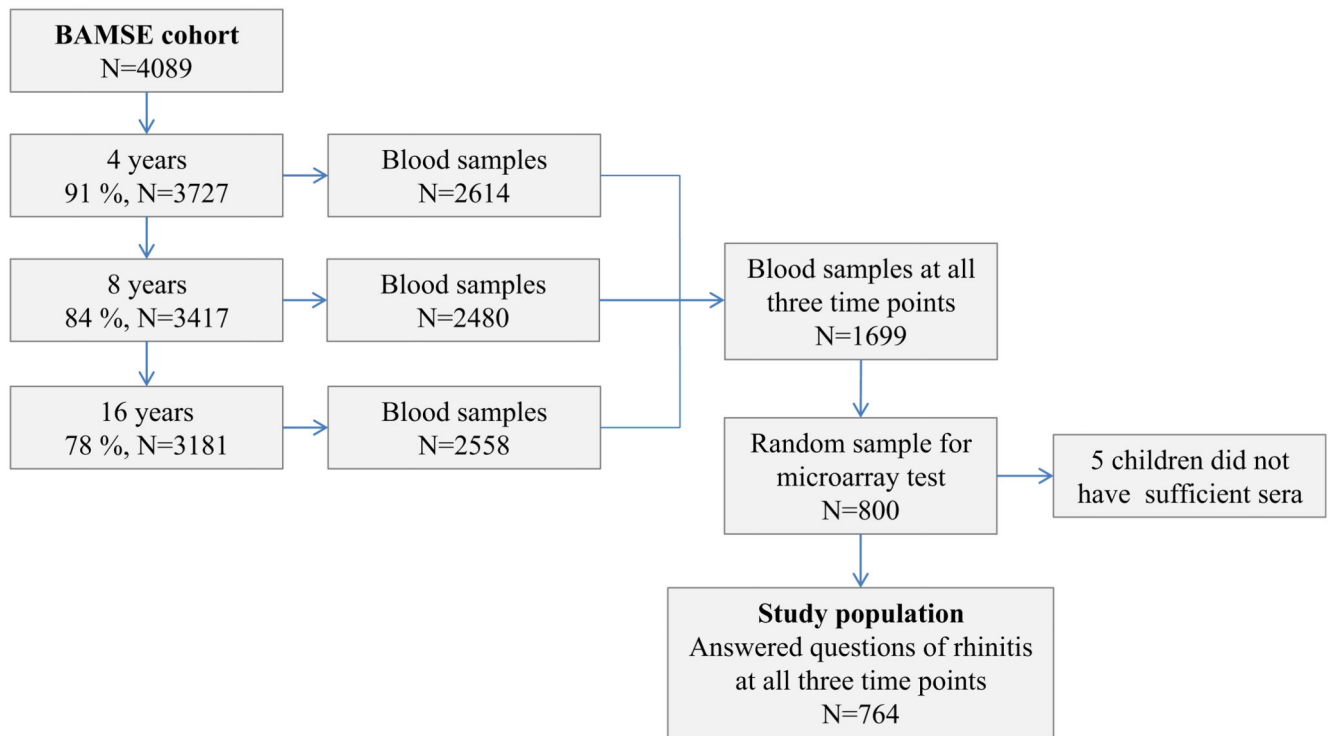 BAMSE cohort
N=4089
4 years
91 %, N=3727
Blood samples
N=2614
8 years
84 %, N=3417
Blood samples
N=2480
16 years
78 %, N=3181
Blood samples
N=2558
Blood samples at all
three time points
N=1699
Random sample for
microarray test
N=800
5 children did not
have sufficient sera
Study population
Answered questions of rhinitis
at all three time points
N=764